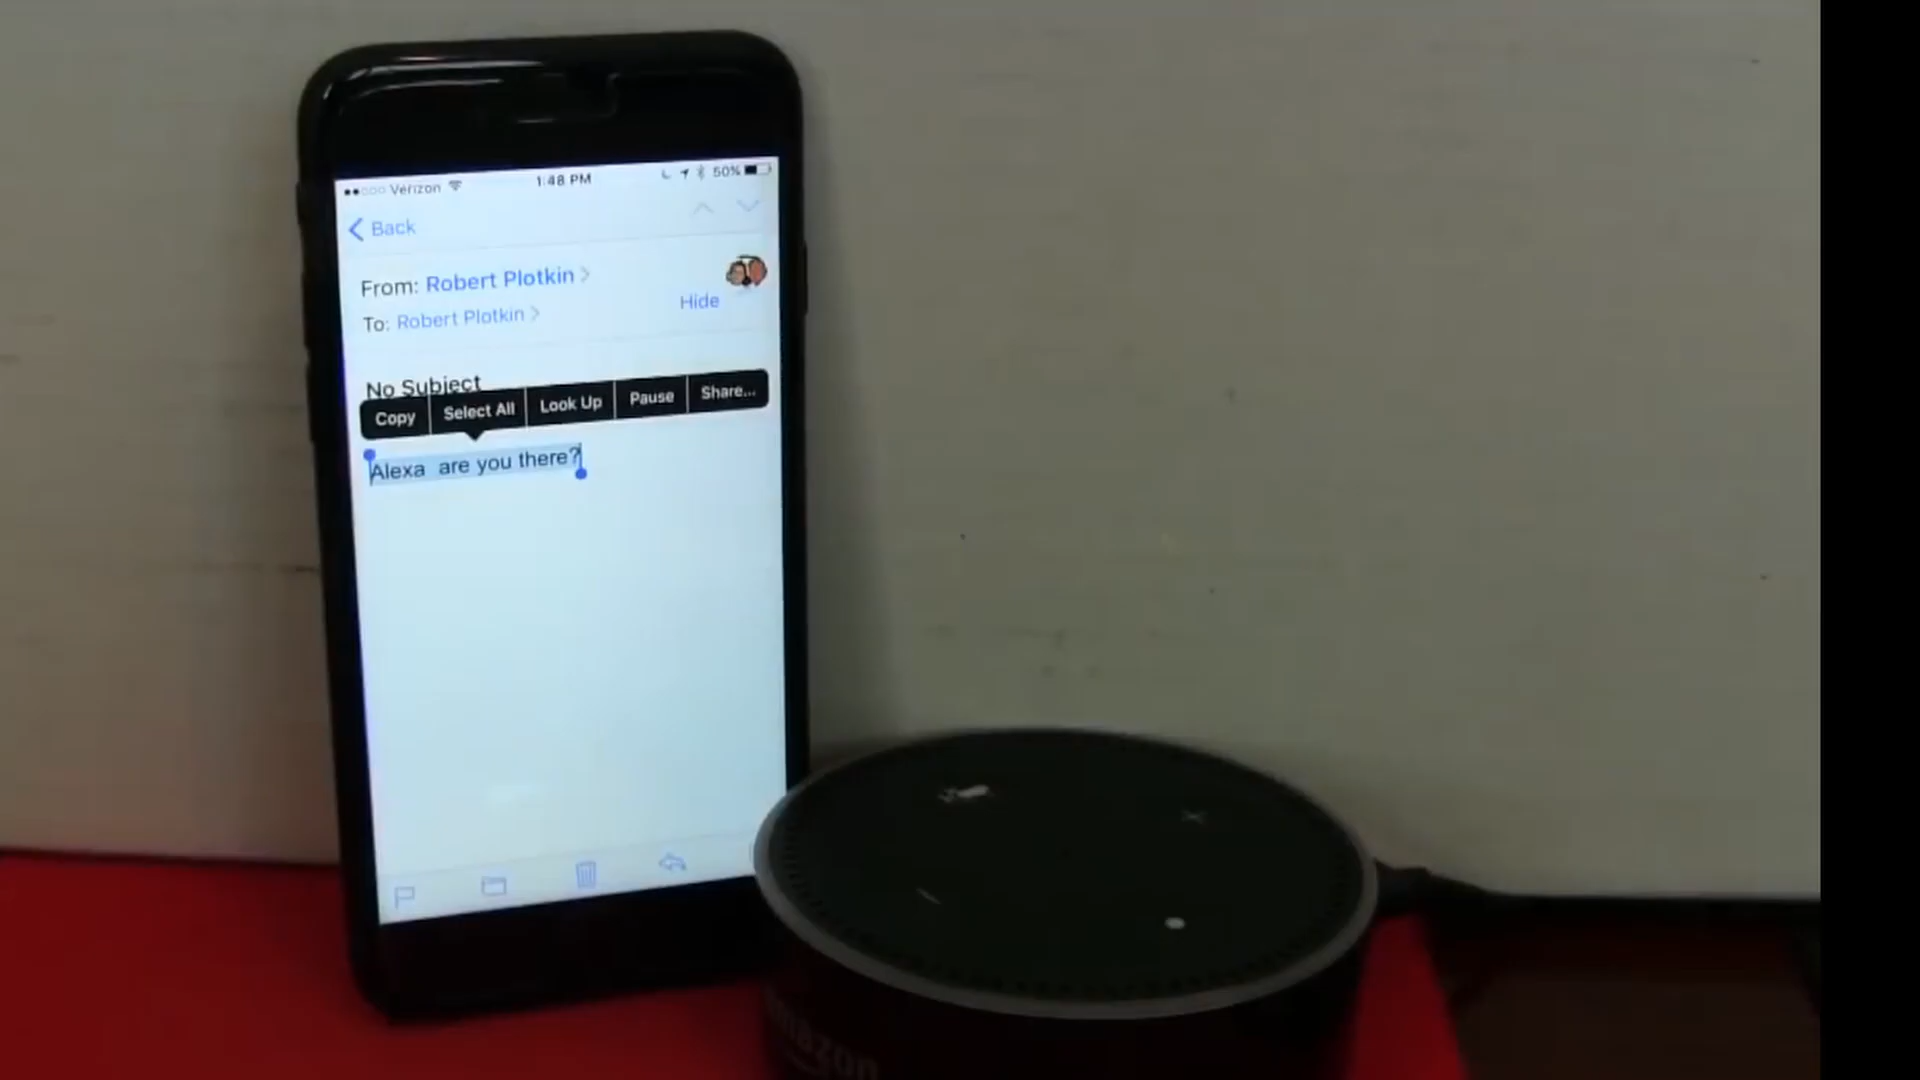 Verizon 1:48 PM 50%
Back
From: Robert Plotkin
To: Robert Plotkin
Hide
No Subject
Copy Select All Look Up Pause Share...
Alexa  are you there?
amazon